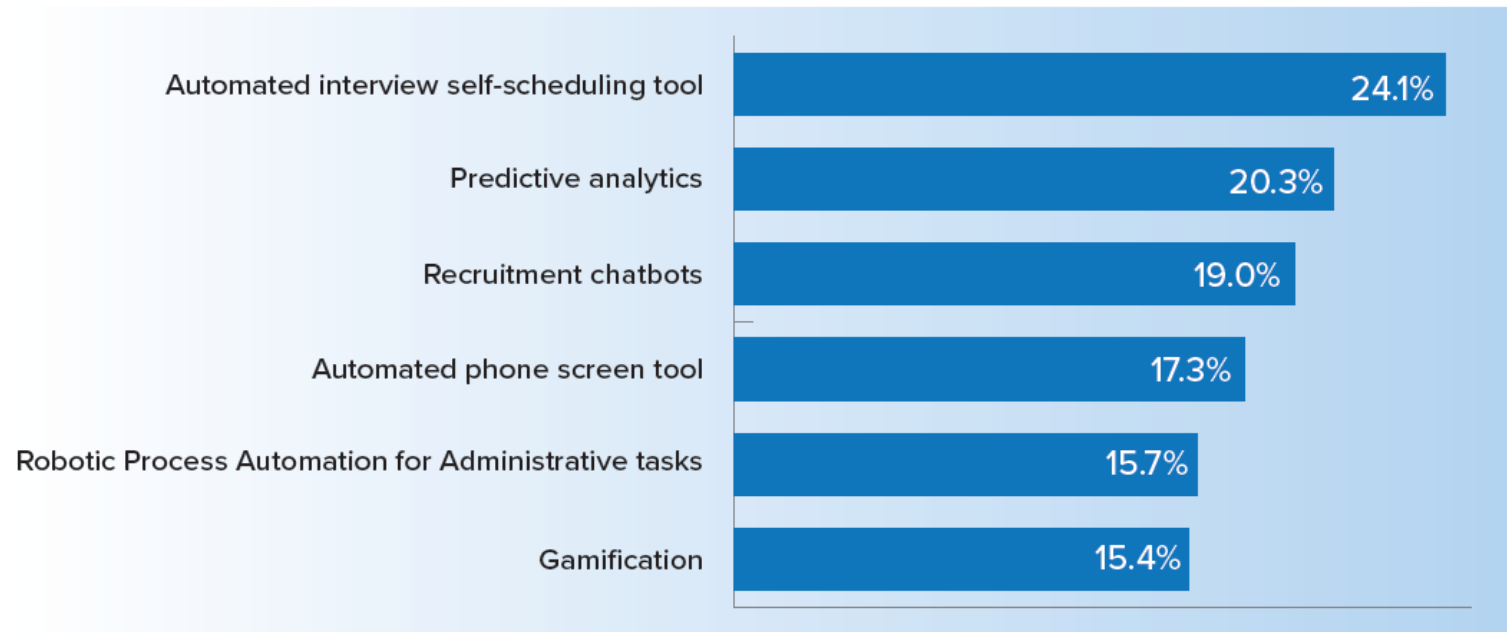 Automated interview self-scheduling tool 24.1%
Predictive analytics 20.3%
Recruitment chatbots 19.0%
Automated phone screen tool 17.3%
Robotic Process Automation for Administrative tasks 15.7%
Gamification 15.4%